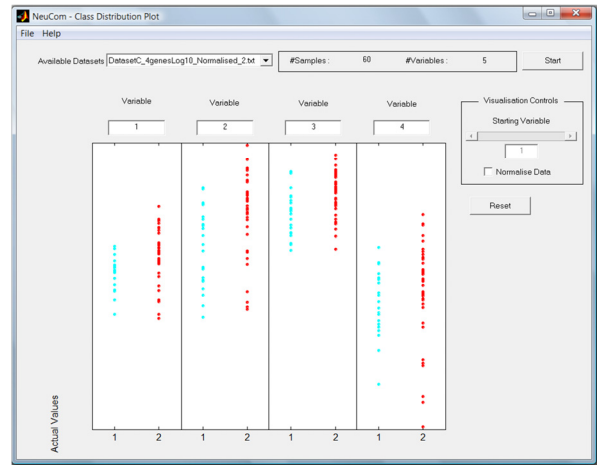 NeuCom - Class Distribution Plot
File Help
Available Datasets DatasetC_4genesLog10_Normalised_2.txt #Samples : 60 #Variables : 5 Start
Variable Variable Variable Variable
1 2 3 4
Visualisation Controls
Starting Variable
1
Normalise Data
Reset
Actual Values
1 2 1 2 1 2 1 2